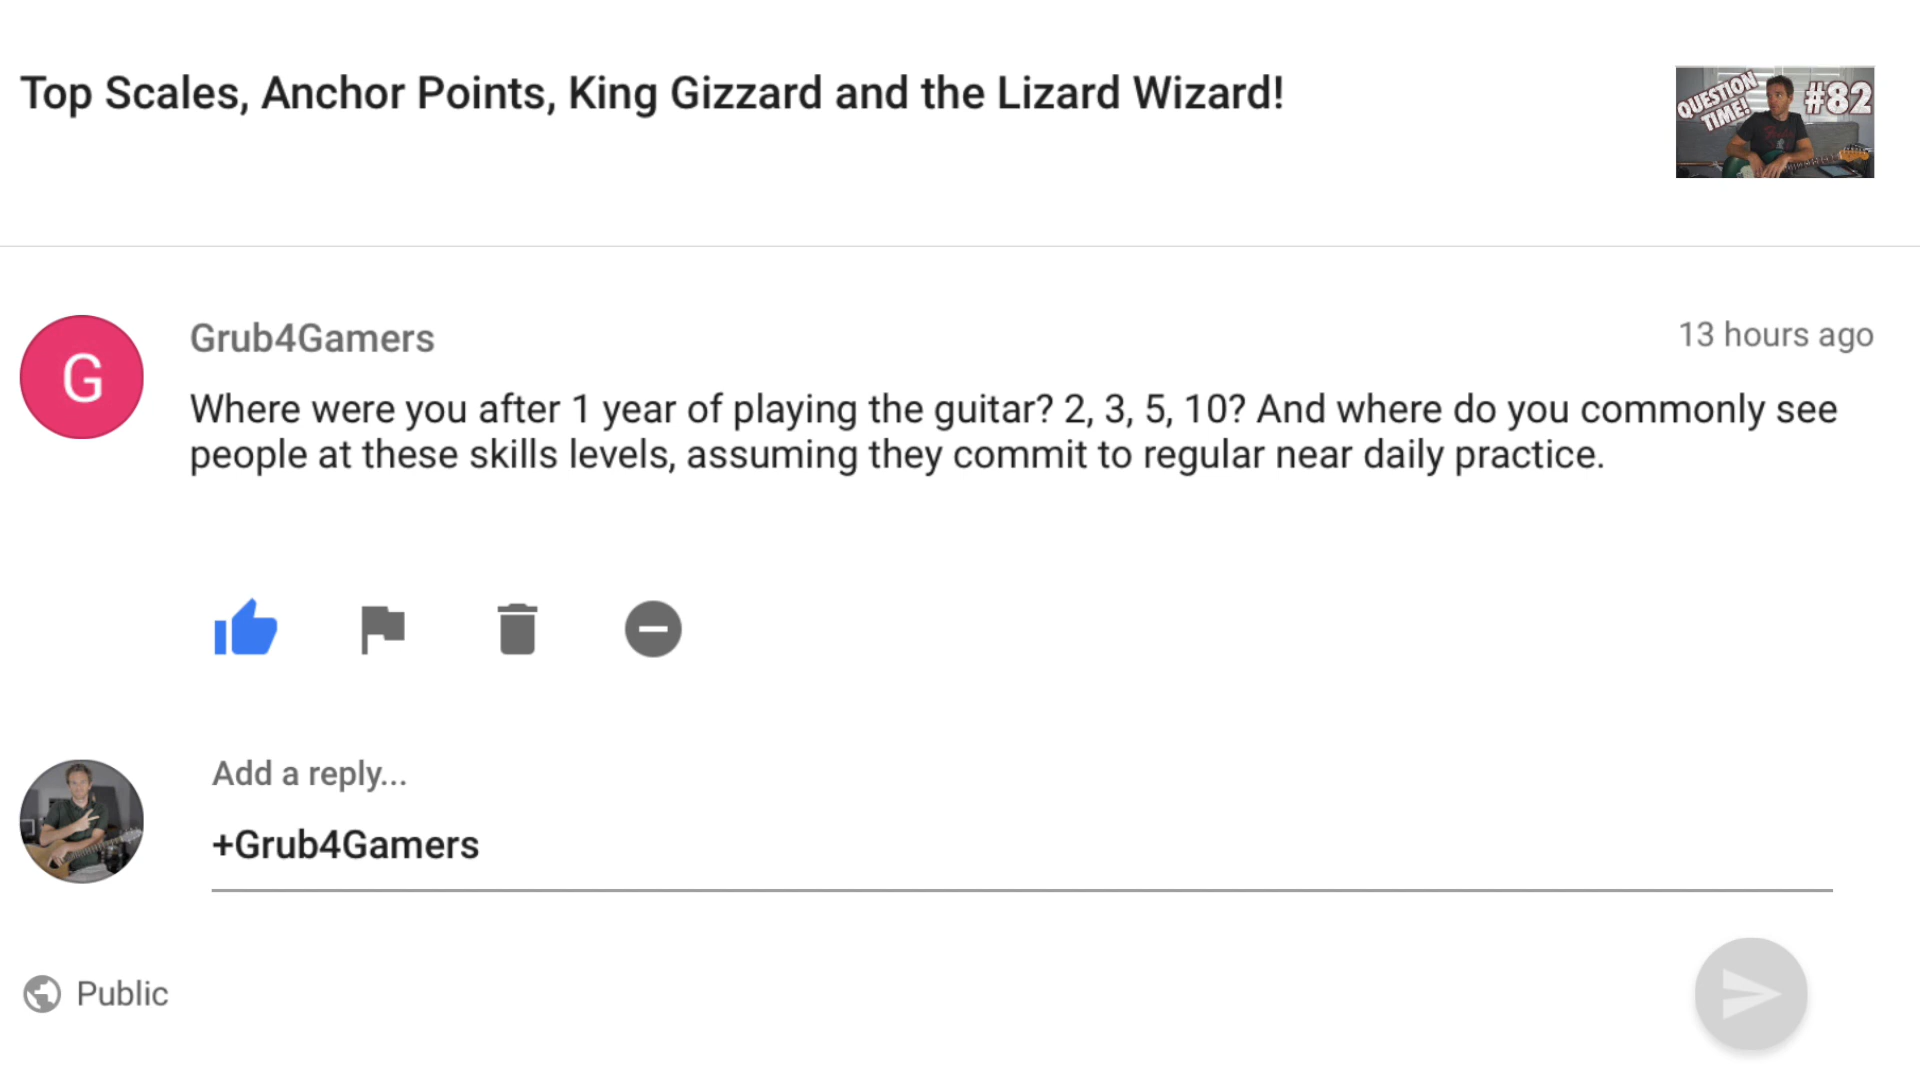 Top Scales, Anchor Points, King Gizzard and the Lizard Wizard!
QUESTION
TIME!
#82
G
Grub4Gamers
13 hours ago
Where were you after 1 year of playing the guitar? 2, 3, 5, 10? And where do you commonly see
people at these skills levels, assuming they commit to regular near daily practice.
Add a reply...
+Grub4Gamers
Public